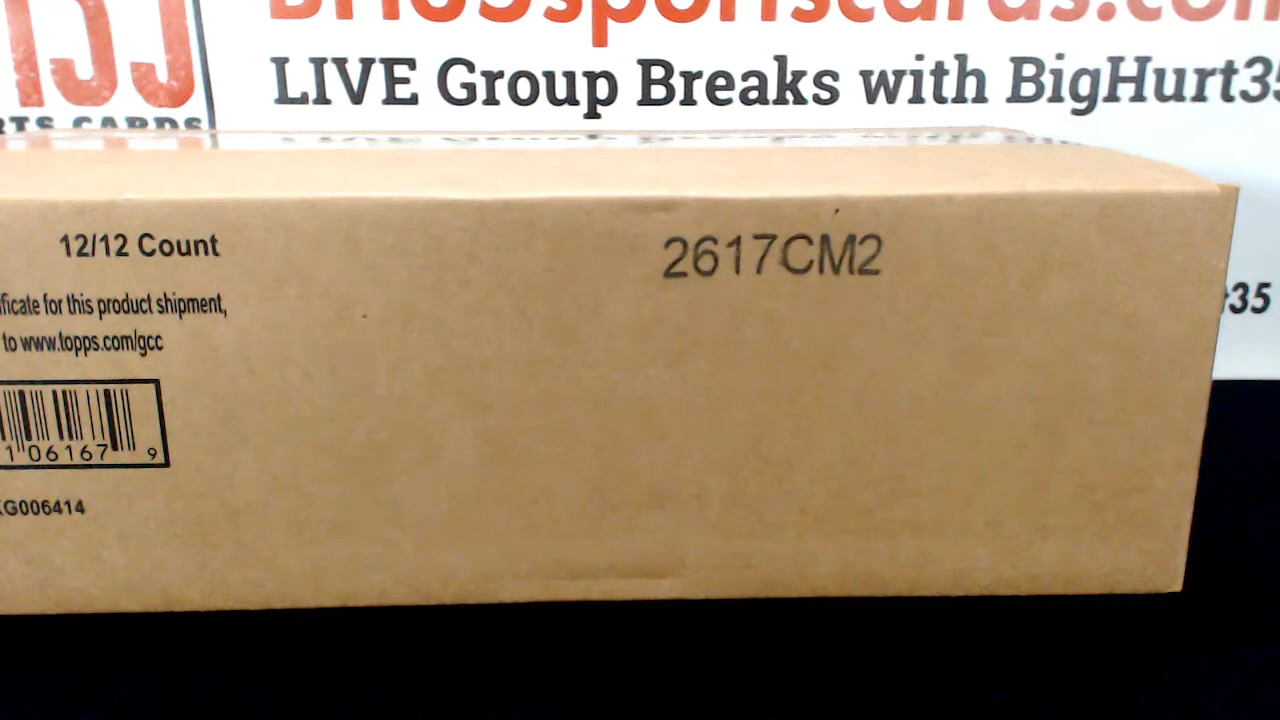 LIVE Group Breaks with BigHurt35
12/12 Count
2617CM2
for this product shipment,
to www.topps.com/gcc
1 06167 9
G006414
35